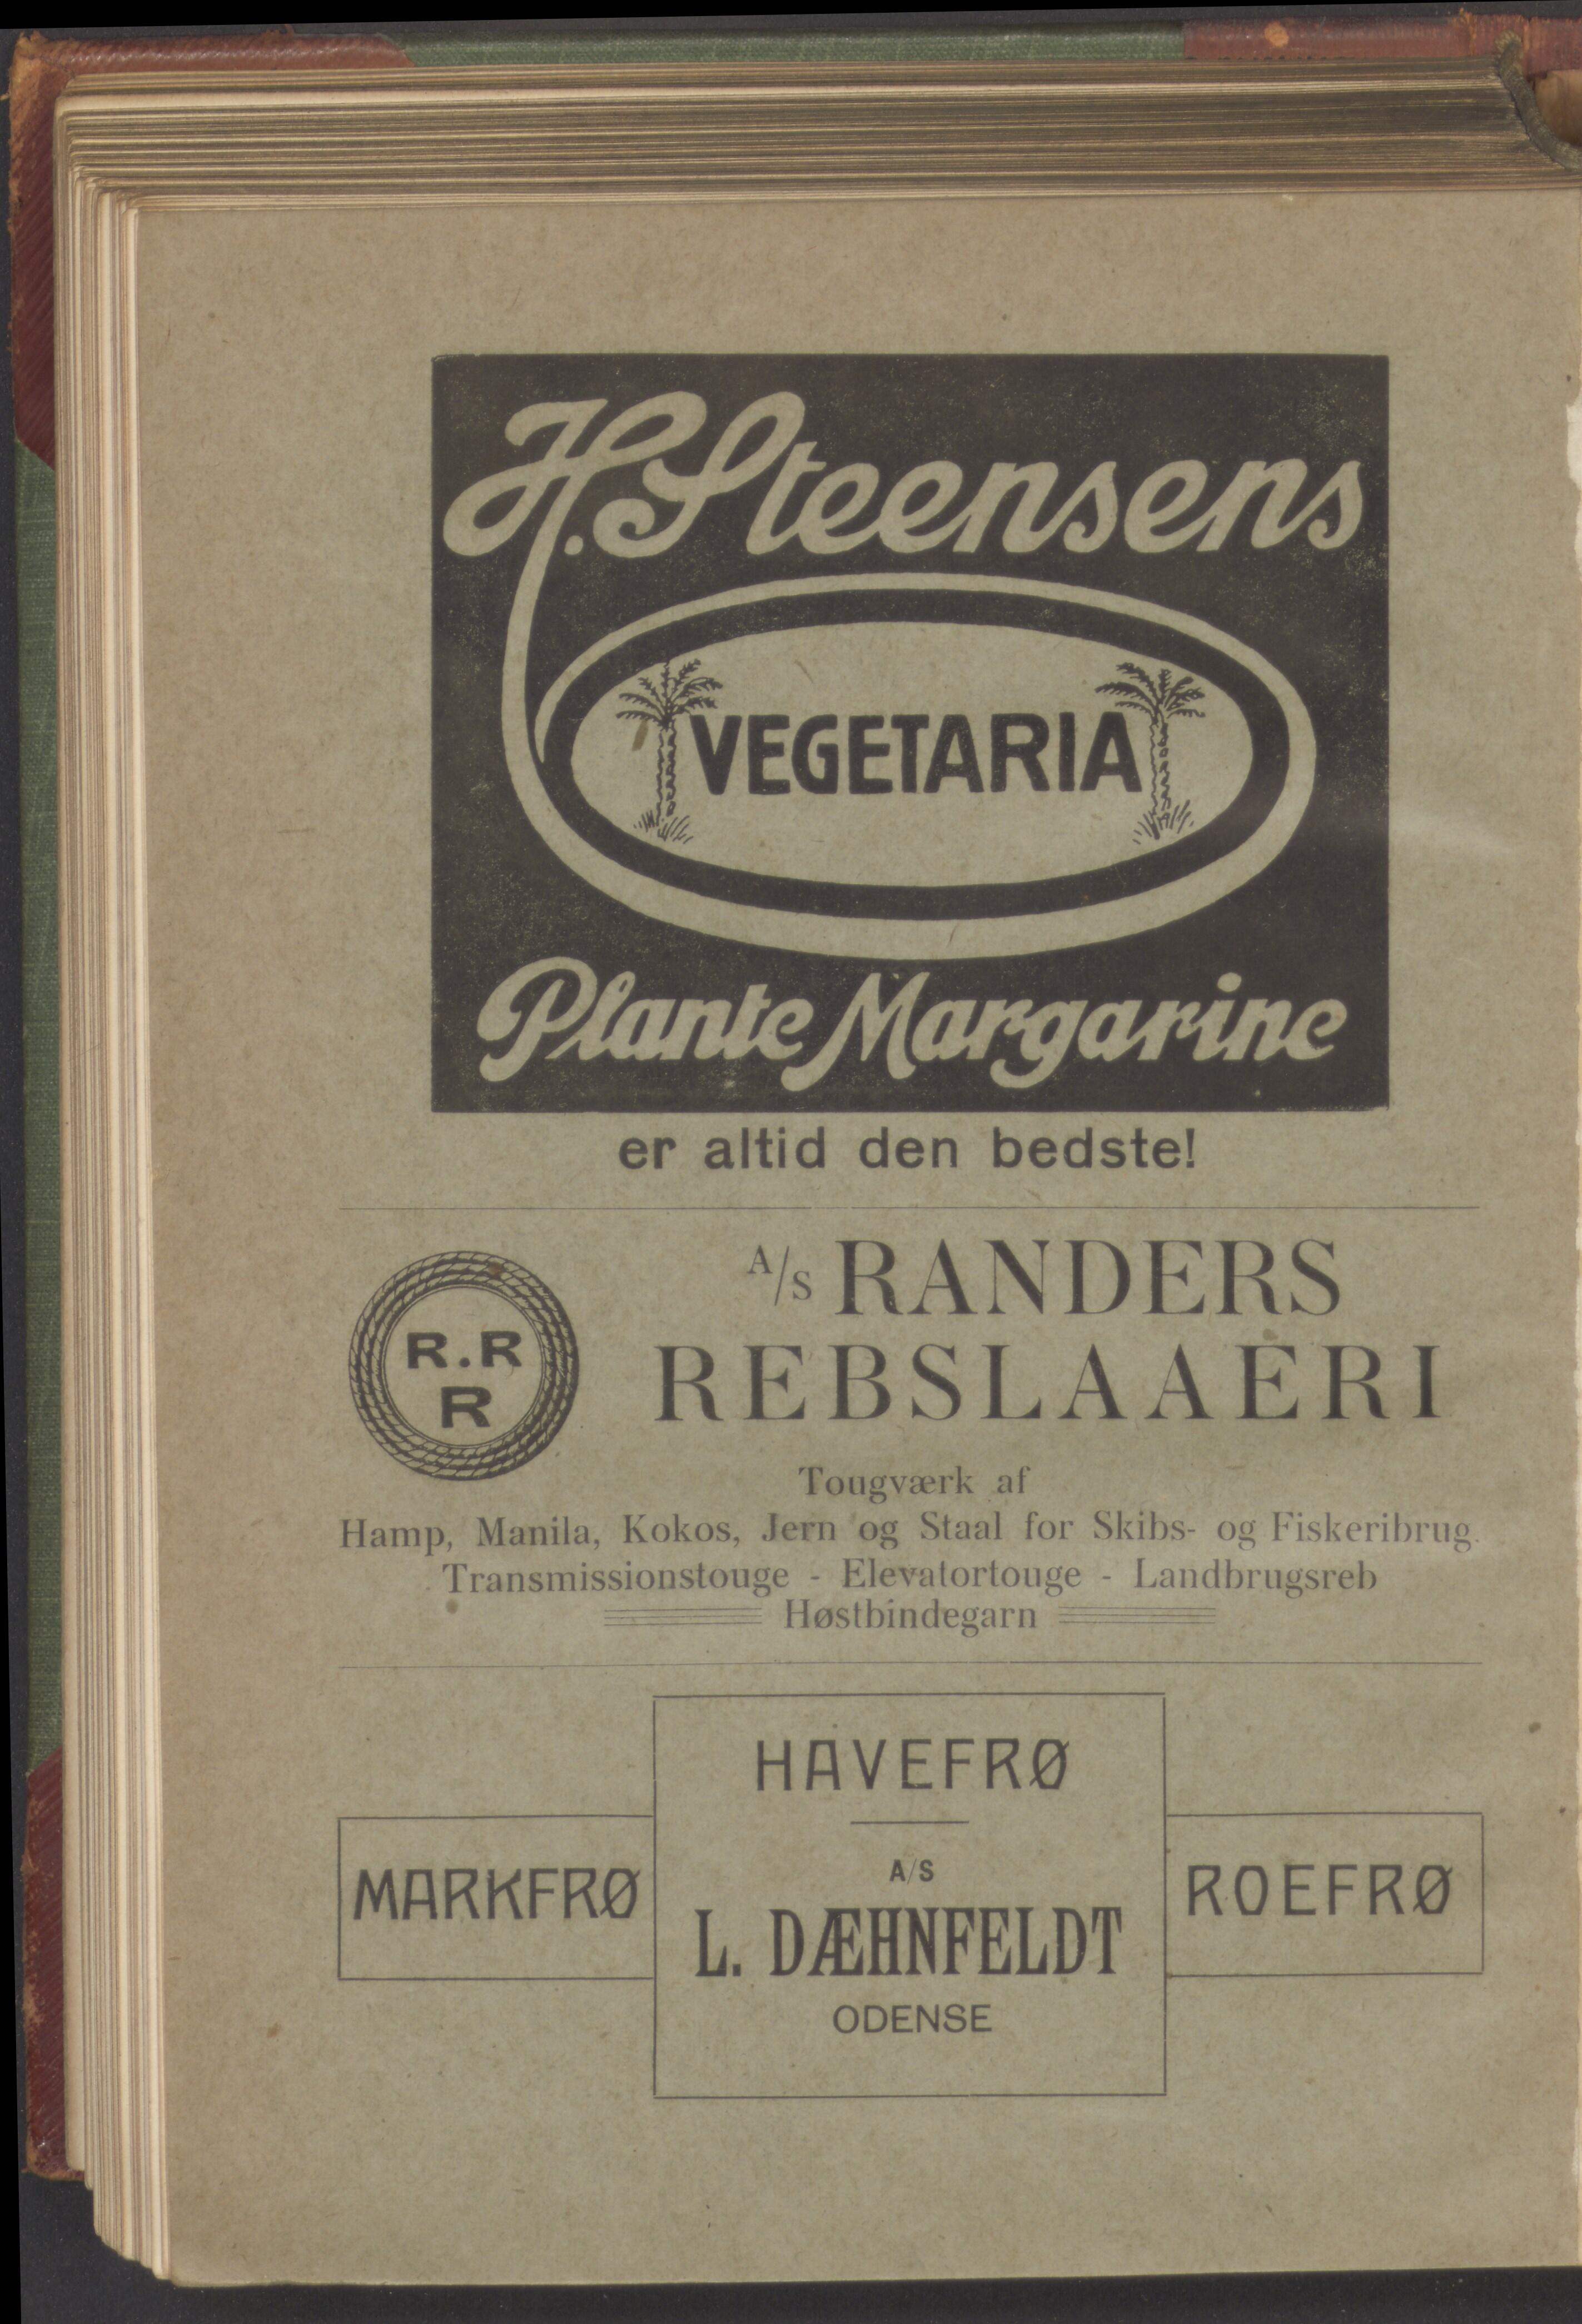 H. Steensens
VEGETARIA
Plante Margarine
er altid den bedste!
R.R
R
A/S RANDERS
REBSLAAERI
Tougværk af
Hamp, Manila, Kokos, Jern og Staal for Skibs- og Fiskeribrug.
Transmissionstouge - Elevatortouge - Landbrugsreb
Høstbindegarn
HAVEFRØ
MARKFRØ
A/S
L. DÆHNFELDT
ODENSE
ROEFRØ